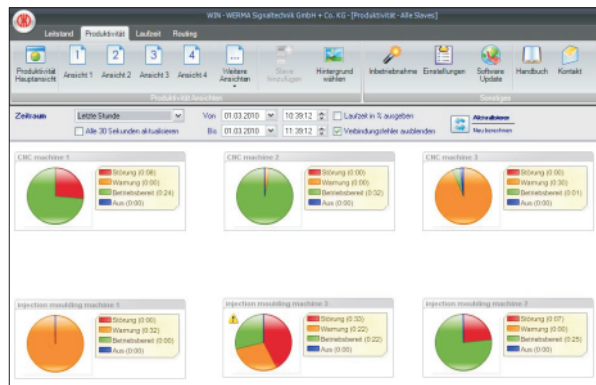 WIN - WERMA Signaltechnik GmbH + Co. KG - [Produktivität - Alle Slaves]
Leitstand Produktivität Laufzeit Routing
1 2 3 4 ...
Produktivität Hauptansicht Ansicht 1 Ansicht 2 Ansicht 3 Ansicht 4 Weitere Ansichten Slave hinzufügen Hintergrund wählen Inbetriebnahme Einstellungen Software Update Handbuch Kontakt
Produktivität Ansichten Sonstiges
Zeitraum Letzte Stunde Von 01.03.2010 10:39:12 Laufzeit in % ausgeben Aktualisieren
Alle 30 Sekunden aktualisieren Bis 01.03.2010 11:39:12 Verbindungsfehler ausblenden Neu berechnen
CNC machine 1
Störung (0:08)
Warnung (0:00)
Betriebsbereit (0:24)
Aus (0:00)
CNC machine 2
Störung (0:00)
Warnung (0:00)
Betriebsbereit (0:32)
Aus (0:00)
CNC machine 3
Störung (0:00)
Warnung (0:30)
Betriebsbereit (0:01)
Aus (0:00)
injection moulding machine 1
Störung (0:00)
Warnung (0:32)
Betriebsbereit (0:00)
Aus (0:00)
injection moulding machine 3
Störung (0:33)
Warnung (0:22)
Betriebsbereit (0:22)
Aus (0:00)
injection moulding machine 2
Störung (0:07)
Warnung (0:00)
Betriebsbereit (0:25)
Aus (0:00)